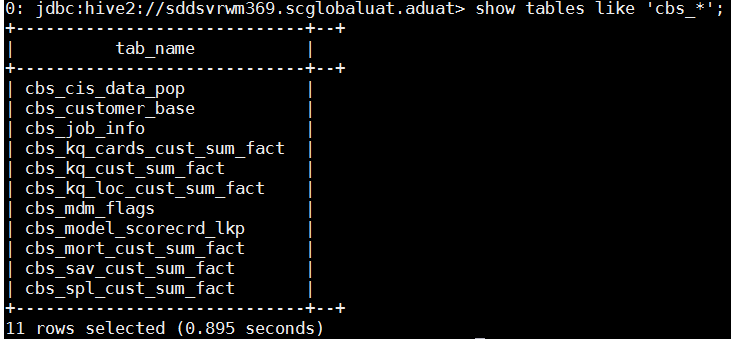 0: jdbc:hive2://sddsvrwm369.scglobaluat.aduat> show tables like 'cbs_*';
+-----------------------------+--+
|          tab_name           |
+-----------------------------+--+
| cbs_cis_data_pop            |
| cbs_customer_base           |
| cbs_job_info                |
| cbs_kq_cards_cust_sum_fact  |
| cbs_kq_cust_sum_fact        |
| cbs_kq_loc_cust_sum_fact    |
| cbs_mdm_flags               |
| cbs_model_scorecrd_lkp      |
| cbs_mort_cust_sum_fact      |
| cbs_sav_cust_sum_fact       |
| cbs_spl_cust_sum_fact       |
+-----------------------------+--+
11 rows selected (0.895 seconds)